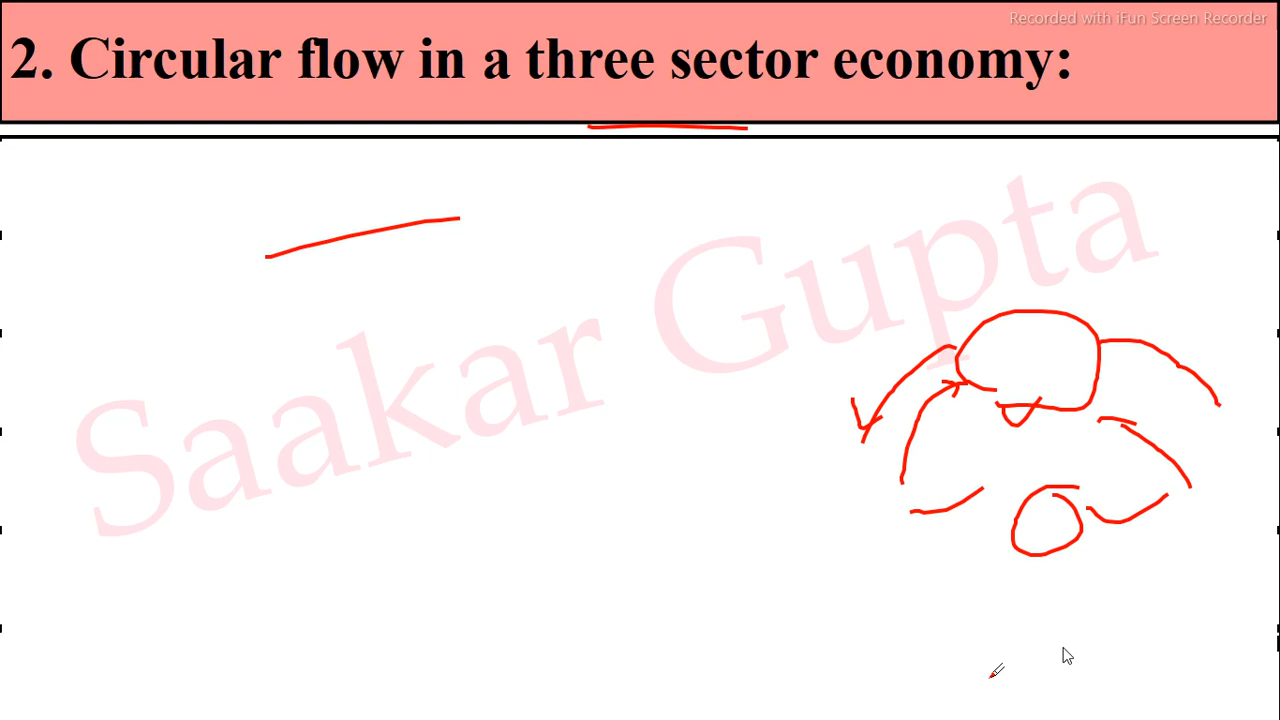 Recorded with iFun Screen Recorder
2. Circular flow in a three sector economy:
Saakar Gupta